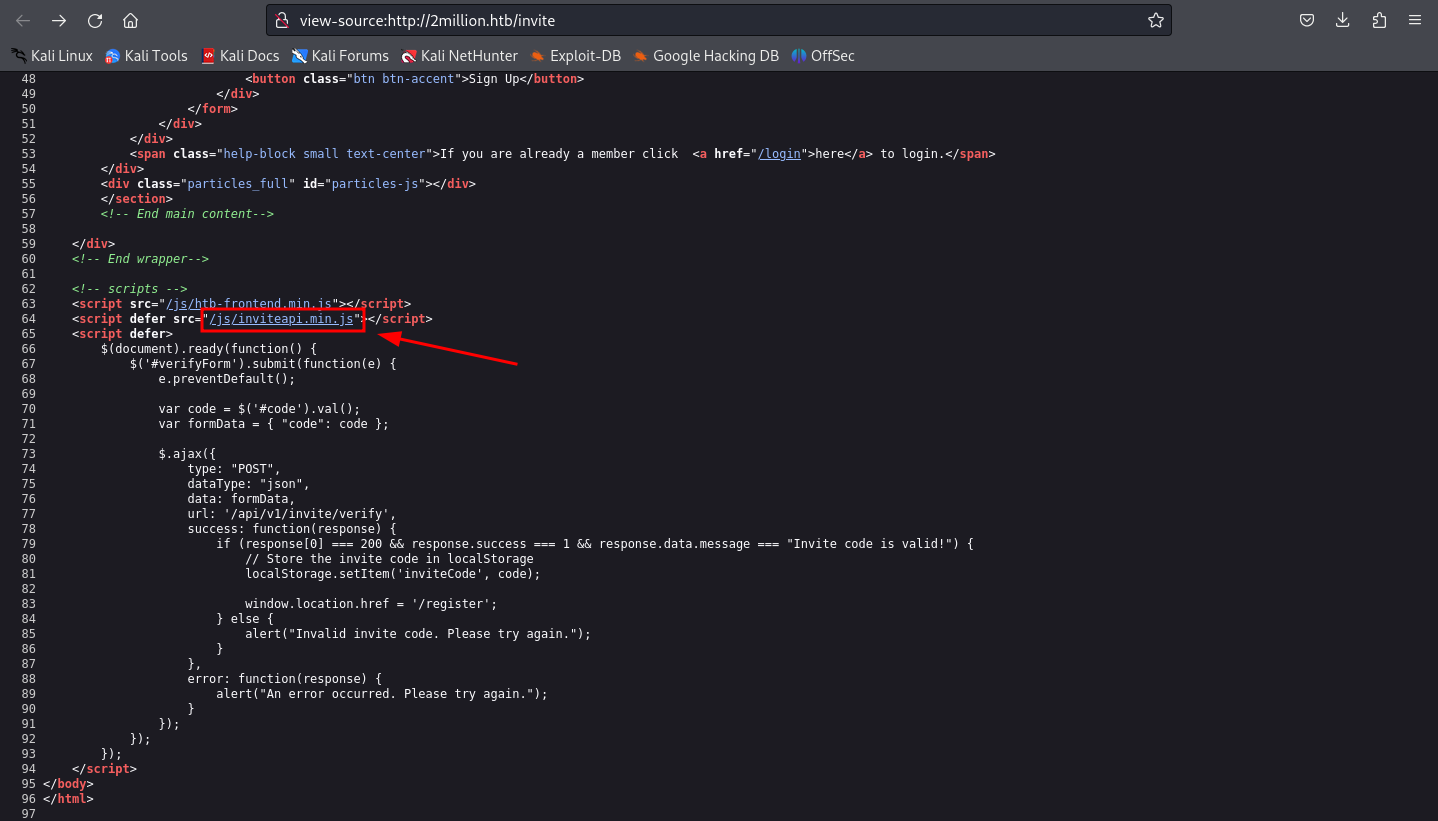 view-source:http://2million.htb/invite
Kali Linux Kali Tools Kali Docs Kali Forums Kali NetHunter Exploit-DB Google Hacking DB OffSec
48 <button class="btn btn-accent">Sign Up</button>
49 </div>
50 </form>
51 </div>
52 </div>
53 <span class="help-block small text-center">If you are already a member click  <a href="/login">here</a> to login.</span>
54 </div>
55 <div class="particles_full" id="particles-js"></div>
56 </section>
57 <!-- End main content-->
58
59 </div>
60 <!-- End wrapper-->
61
62 <!-- scripts -->
63 <script src="/js/htb-frontend.min.js"></script>
64 <script defer src="/js/inviteapi.min.js"></script>
65 <script defer>
66 $(document).ready(function() {
67 $('#verifyForm').submit(function(e) {
68 e.preventDefault();
69
70 var code = $('#code').val();
71 var formData = { "code": code };
72
73 $.ajax({
74 type: "POST",
75 dataType: "json",
76 data: formData,
77 url: '/api/v1/invite/verify',
78 success: function(response) {
79 if (response[0] === 200 && response.success === 1 && response.data.message === "Invite code is valid!") {
80 // Store the invite code in localStorage
81 localStorage.setItem('inviteCode', code);
82
83 window.location.href = '/register';
84 } else {
85 alert("Invalid invite code. Please try again.");
86 }
87 },
88 error: function(response) {
89 alert("An error occurred. Please try again.");
90 }
91 });
92 });
93 });
94 </script>
95 </body>
96 </html>
97